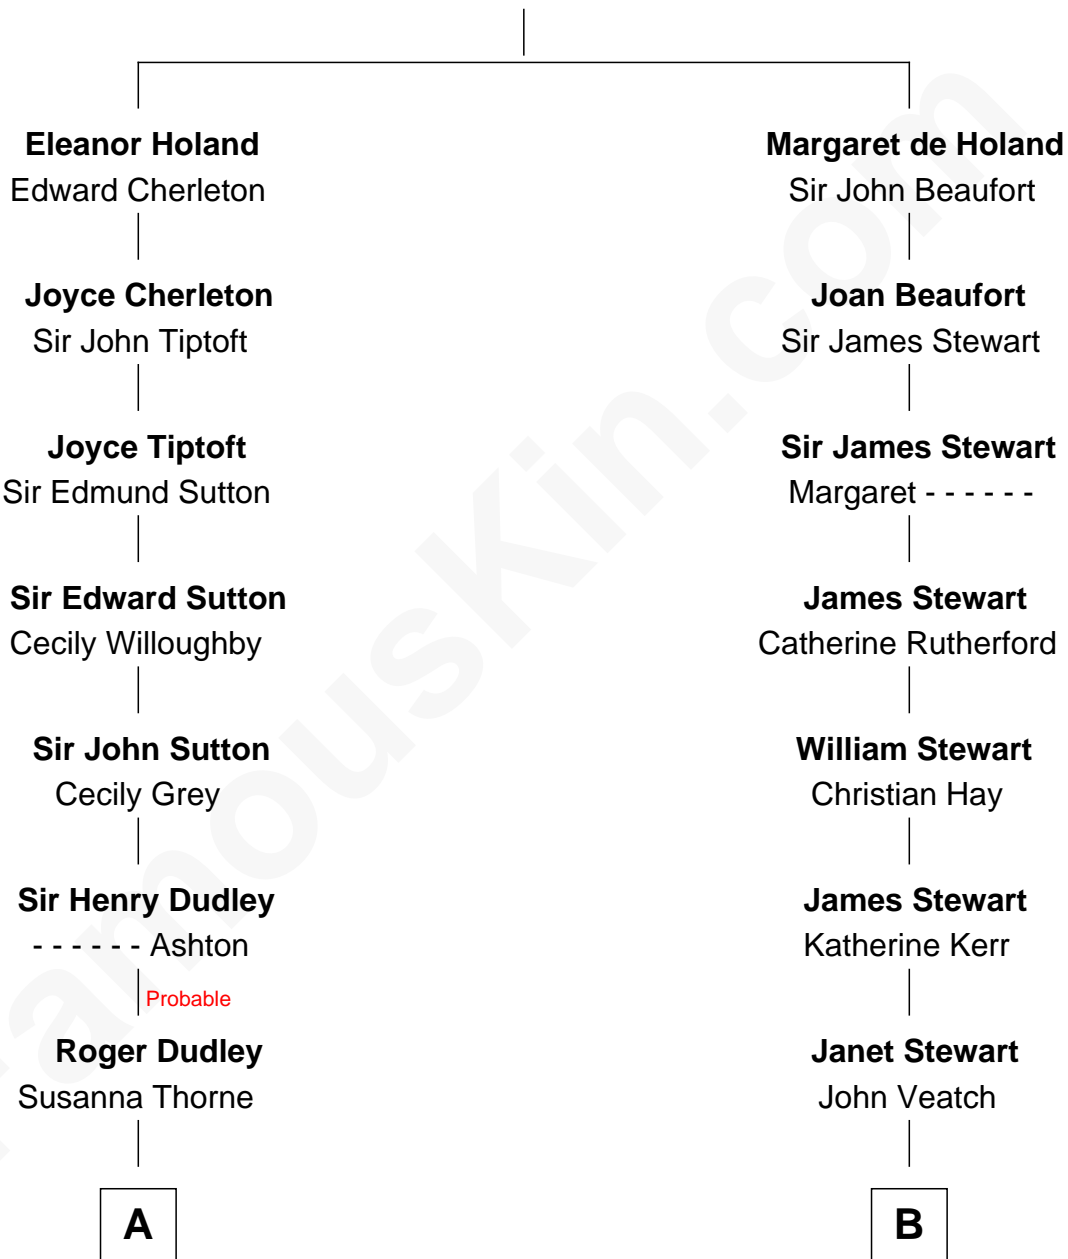 Eleanor Holand
Edward Cherleton
Joyce Cherleton
Sir John Tiptoft
Joyce Tiptoft
Sir Edmund Sutton
Sir Edward Sutton
Cecily Willoughby
Sir John Sutton
Cecily Grey
Sir Henry Dudley
- - - - - - Ashton
Probable
Roger Dudley
Susanna Thorne
A
Margaret de Holand
Sir John Beaufort
Joan Beaufort
Sir James Stewart
Sir James Stewart
Margaret - - - - - -
James Stewart
Catherine Rutherford
William Stewart
Christian Hay
James Stewart
Katherine Kerr
Janet Stewart
John Veatch
B
FamousKin.com